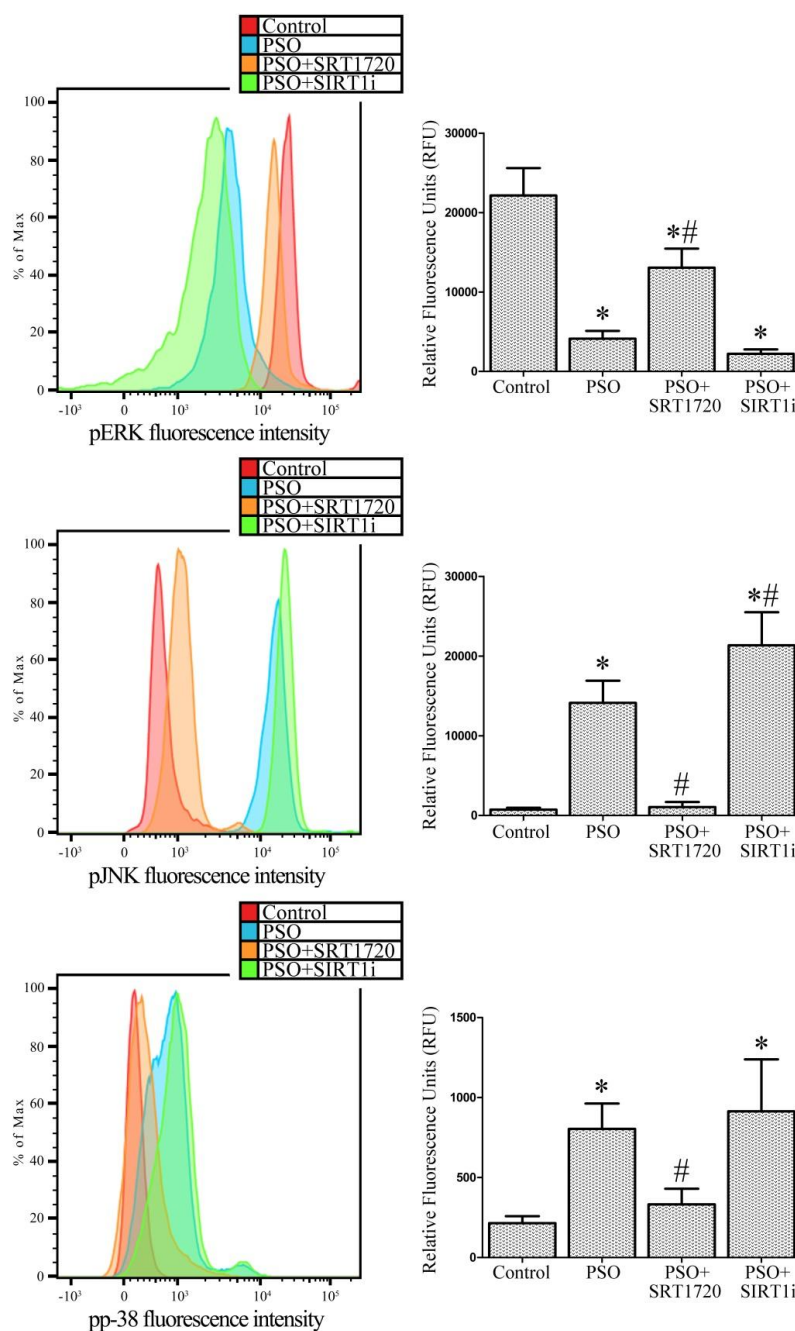 Control
PSO
PSO+SRT1720
PSO+SIRT1i
% of Max
100
80
60
40
20
0
-10³ 0 10³ 10⁴ 10⁵
pERK fluorescence intensity
Relative Fluorescence Units (RFU)
30000
20000
10000
0
*
*#
*
Control PSO PSO+ PSO+
SRT1720 SIRT1i
Control
PSO
PSO+SRT1720
PSO+SIRT1i
% of Max
100
80
60
40
20
0
-10³ 0 10³ 10⁴ 10⁵
pJNK fluorescence intensity
Relative Fluorescence Units (RFU)
30000
20000
10000
0
*
#
*#
Control PSO PSO+ PSO+
SRT1720 SIRT1i
Control
PSO
PSO+SRT1720
PSO+SIRT1i
% of Max
100
80
60
40
20
0
-10³ 0 10³ 10⁴ 10⁵
pp-38 fluorescence intensity
Relative Fluorescence Units (RFU)
1500
1000
500
0
*
#
*
Control PSO PSO+ PSO+
SRT1720 SIRT1i